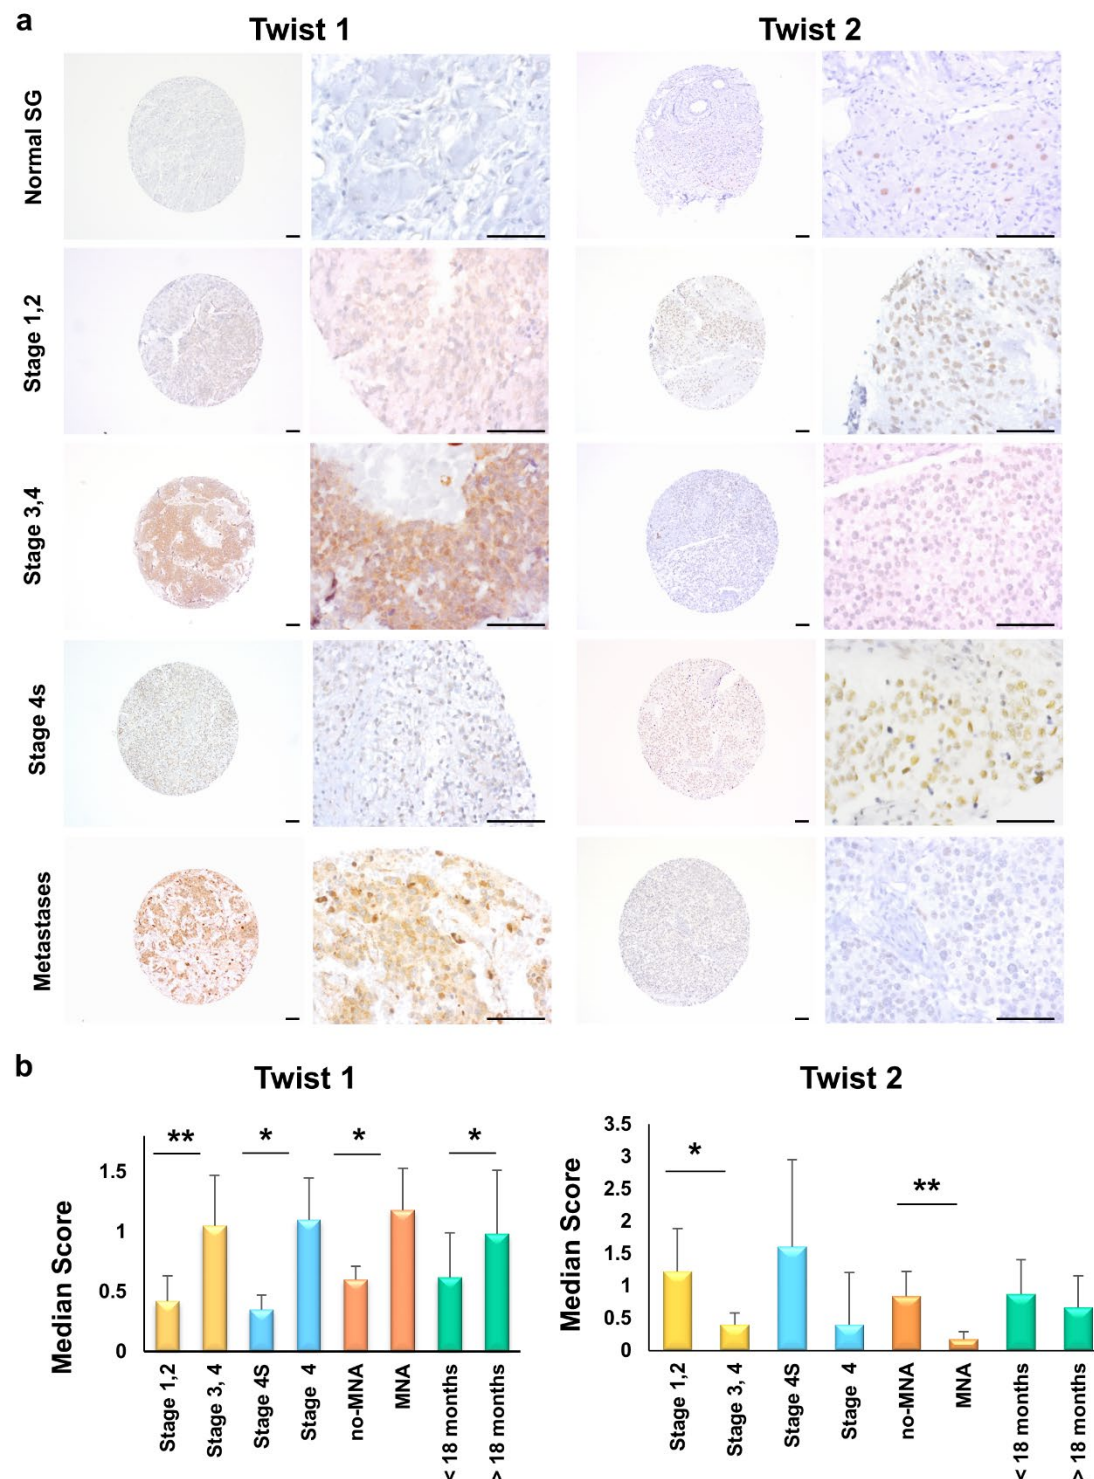 a
Twist 1
Twist 2
Normal SG
Stage 1,2
Stage 3,4
Stage 4s
Metastases
b
Twist 1
Median Score
1.5
1
0.5
0
**
*
*
*
Stage 1,2
Stage 3, 4
Stage 4S
Stage 4
no-MNA
MNA
< 18 months
> 18 months
Twist 2
Median Score
3.5
3
2.5
2
1.5
1
0.5
0
*
**
Stage 1,2
Stage 3, 4
Stage 4S
Stage 4
no-MNA
MNA
< 18 months
> 18 months